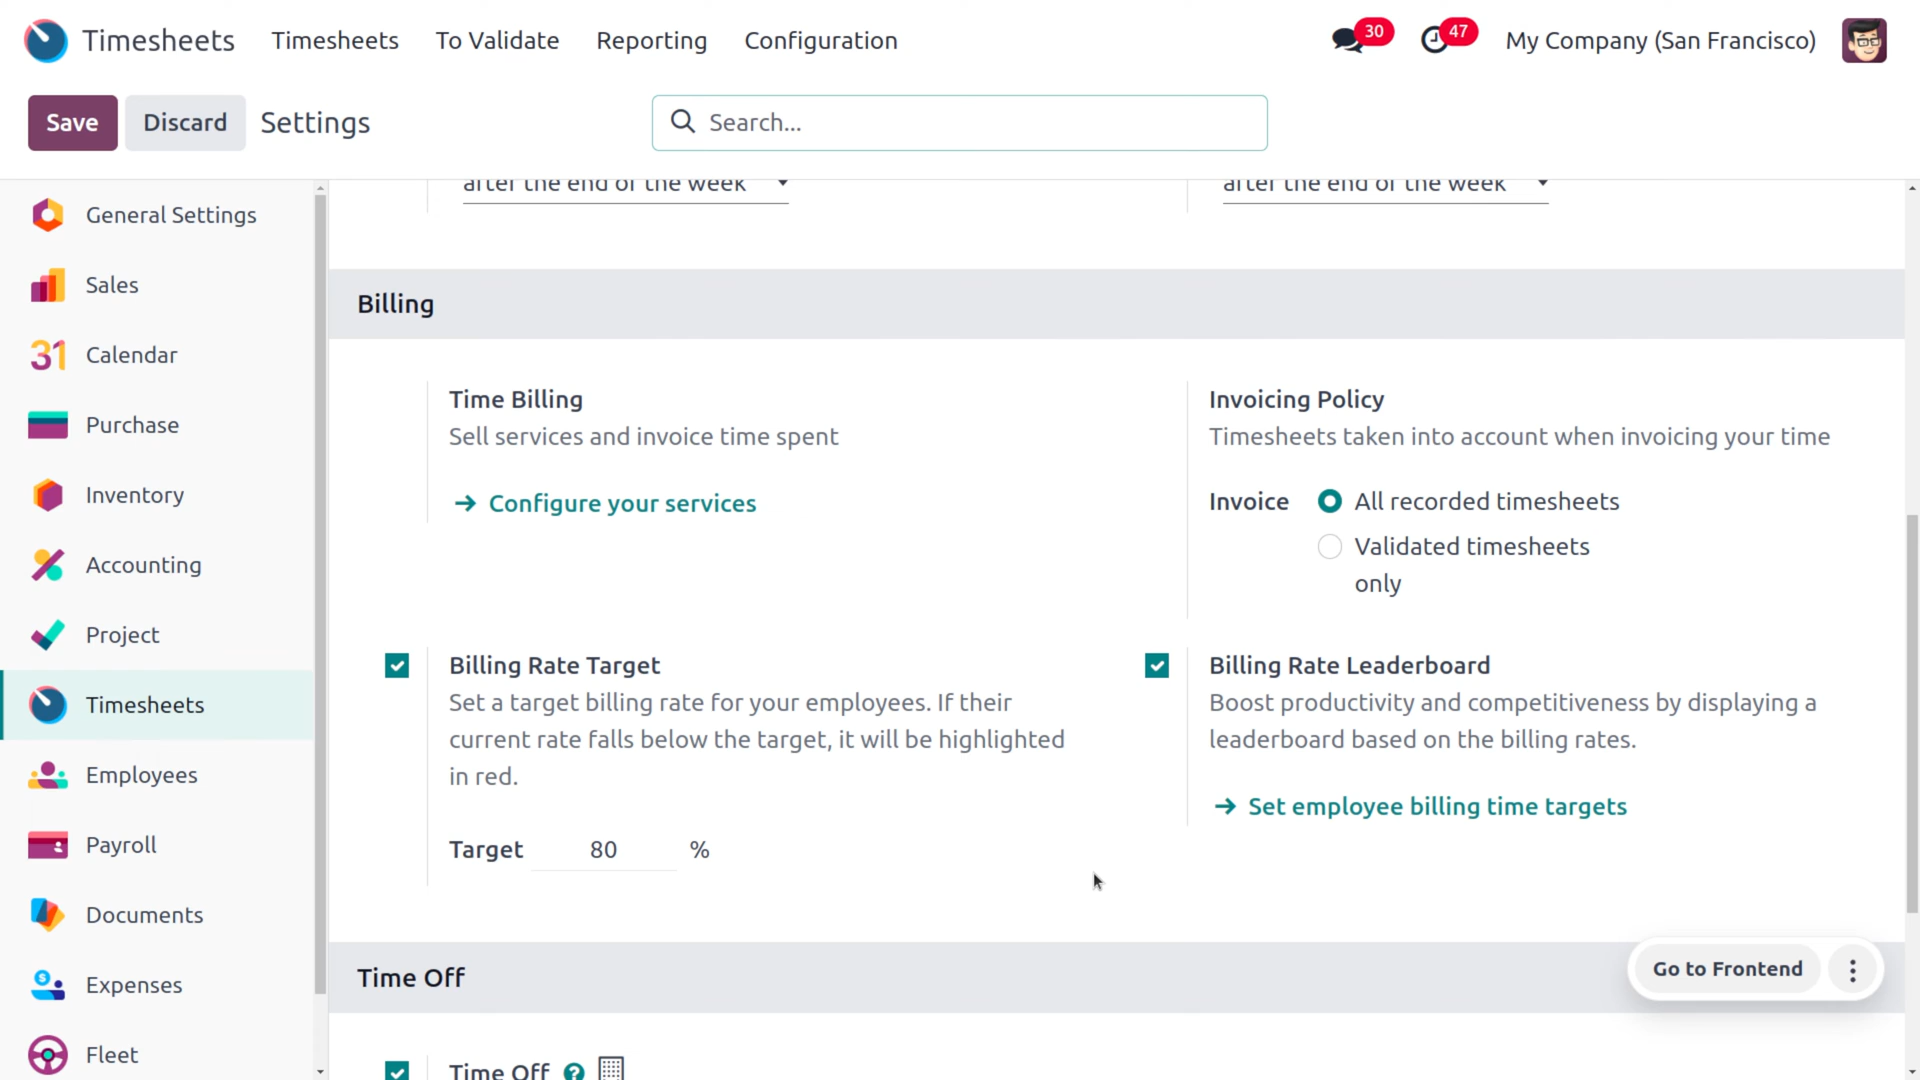 Timesheets Timesheets To Validate Reporting Configuration 30 47 My Company (San Francisco)
Save Discard Settings Search...
General Settings
Sales
Calendar
Purchase
Inventory
Accounting
Project
Timesheets
Employees
Payroll
Documents
Expenses
Fleet
after the end of the week after the end of the week
Billing
Time Billing
Sell services and invoice time spent
Configure your services
Invoicing Policy
Timesheets taken into account when invoicing your time
Invoice All recorded timesheets
Validated timesheets
only
Billing Rate Target
Set a target billing rate for your employees. If their
current rate falls below the target, it will be highlighted
in red.
Target 80 %
Billing Rate Leaderboard
Boost productivity and competitiveness by displaying a
leaderboard based on the billing rates.
Set employee billing time targets
Time Off
Go to Frontend
Time Off ?